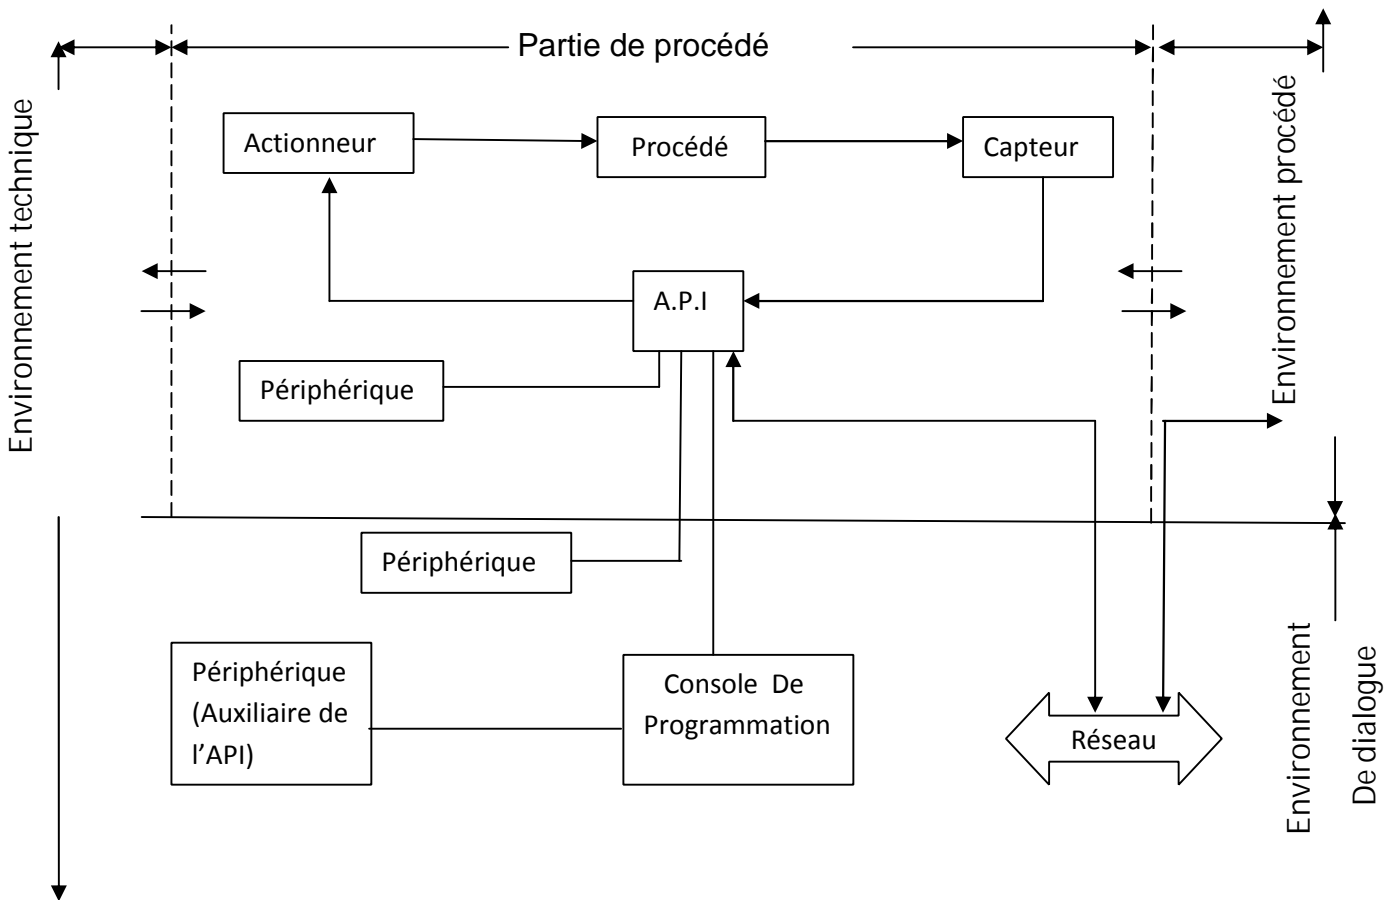 Partie de procédé
Environnement technique
Environnement procédé
Actionneur
Procédé
Capteur
A.P.I
Périphérique
Périphérique
Périphérique
(Auxiliaire de
l’API)
Console De
Programmation
Réseau
Environnement
De dialogue